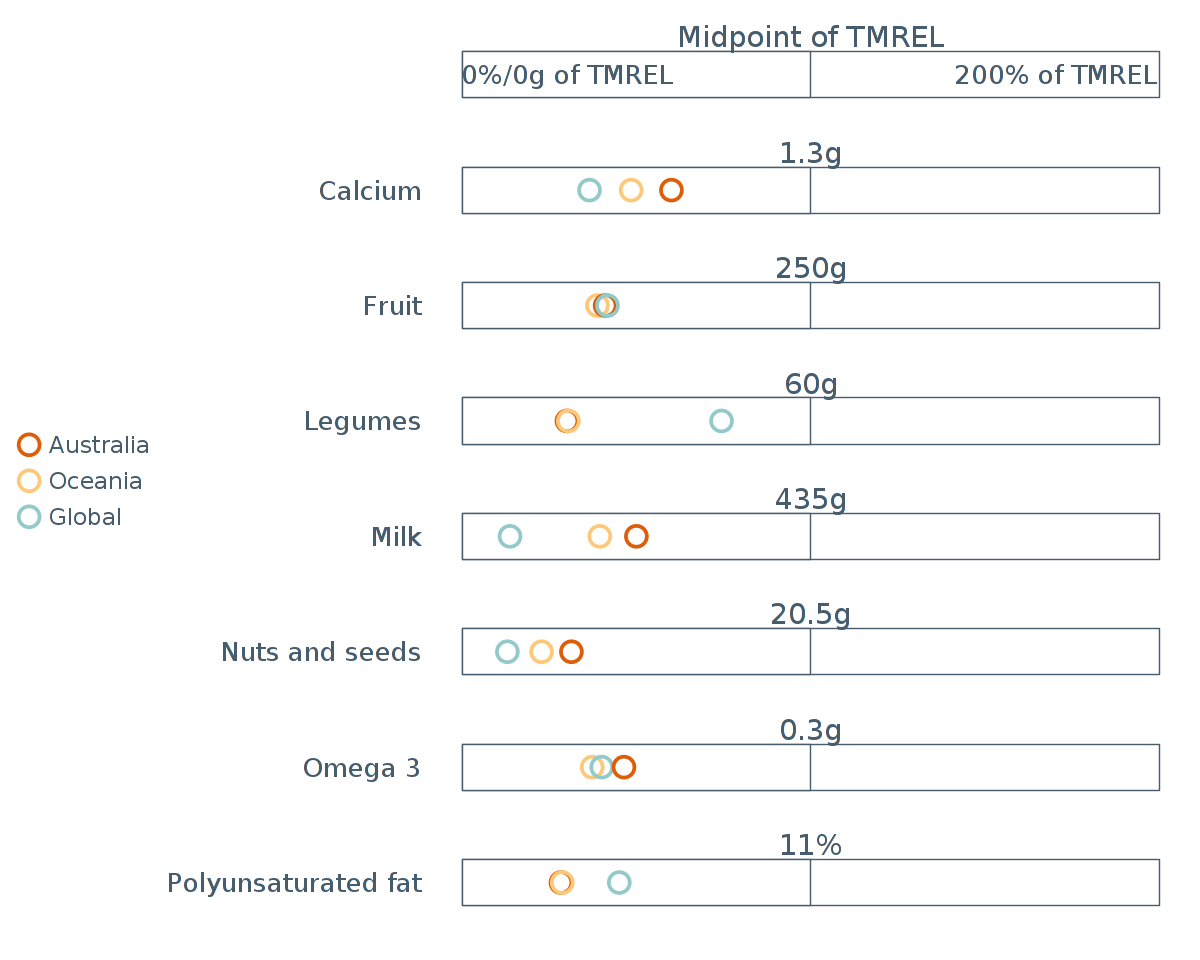 Midpoint of TMREL
0%/0g of TMREL
200% of TMREL
1.3g
Calcium
250g
Fruit
60g
Legumes
Australia
Oceania
Global
435g
Milk
20.5g
Nuts and seeds
0.3g
Omega 3
11%
Polyunsaturated fat